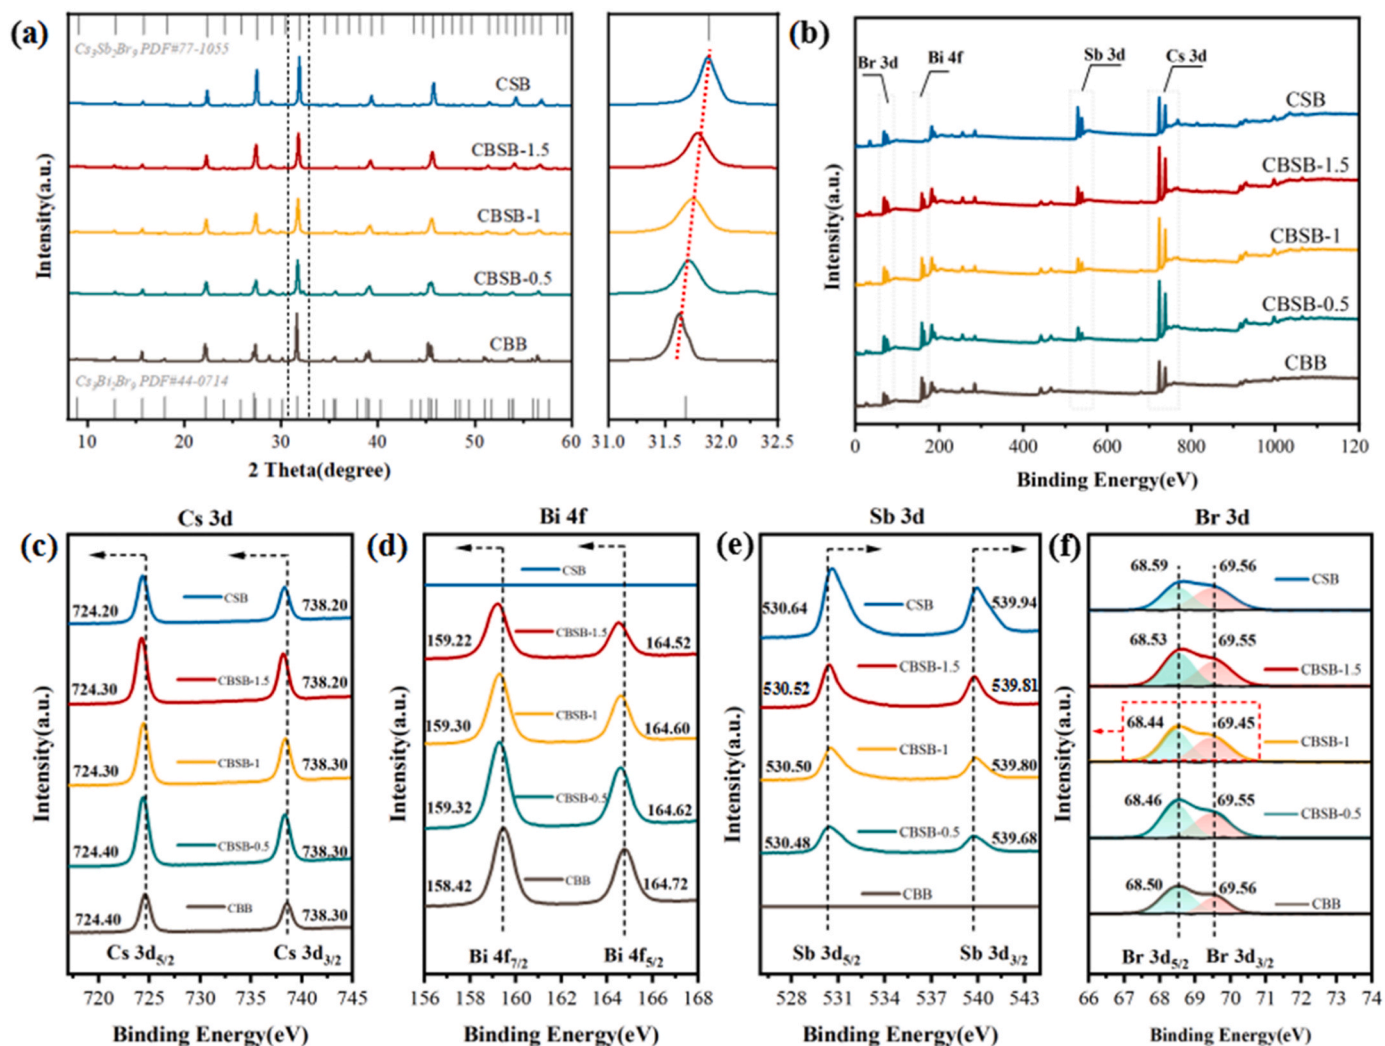 (a)
Cs₃Sb₂Br₉ PDF#77-1055
CSB
CBSB-1.5
CBSB-1
CBSB-0.5
CBB
Cs₃Bi₂Br₉ PDF#44-0714
Intensity(a.u.)
10 20 30 40 50 60
31.0 31.5 32.0 32.5
2 Theta(degree)
(b)
Br 3d
Bi 4f
Sb 3d
Cs 3d
CSB
CBSB-1.5
CBSB-1
CBSB-0.5
CBB
Intensity(a.u.)
0 200 400 600 800 1000 120
Binding Energy(eV)
Cs 3d
(c)
724.20 CSB 738.20
724.30 CBSB-1.5 738.20
724.30 CBSB-1 738.30
724.40 CBSB-0.5 738.30
724.40 CBB 738.30
Cs 3d₅/₂ Cs 3d₃/₂
Intensity(a.u.)
720 725 730 735 740 745
Binding Energy(eV)
Bi 4f
(d)
CSB
159.22 CBSB-1.5 164.52
159.30 CBSB-1 164.60
159.32 CBSB-0.5 164.62
158.42 CBB 164.72
Bi 4f₇/₂ Bi 4f₅/₂
Intensity(a.u.)
156 158 160 162 164 166 168
Binding Energy(eV)
Sb 3d
(e)
530.64 CSB 539.94
530.52 CBSB-1.5 539.81
530.50 CBSB-1 539.80
530.48 CBSB-0.5 539.68
CBB
Sb 3d₅/₂ Sb 3d₃/₂
Intensity(a.u.)
528 531 534 537 540 543
Binding Energy(eV)
Br 3d
(f)
68.59 69.56 CSB
68.53 69.55 CBSB-1.5
68.44 69.45 CBSB-1
68.46 69.55 CBSB-0.5
68.50 69.56 CBB
Br 3d₅/₂ Br 3d₃/₂
Intensity(a.u.)
66 67 68 69 70 71 72 73 74
Binding Energy(eV)